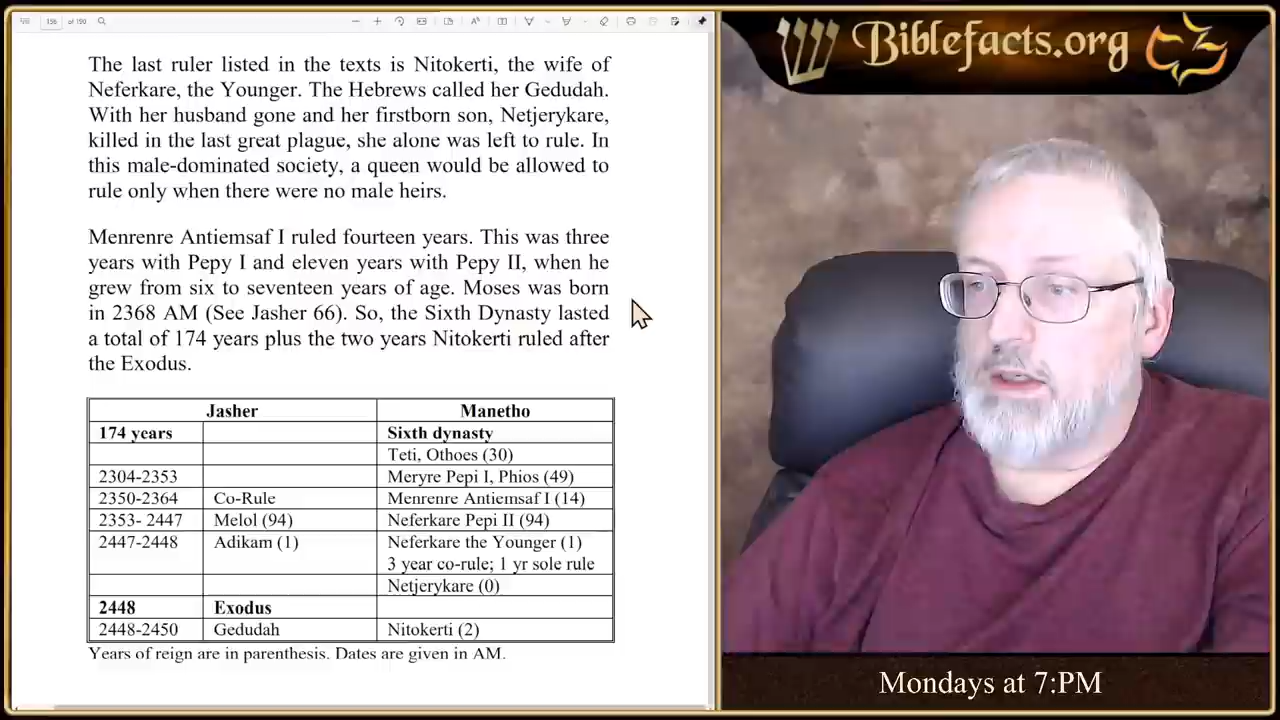 156 of 190
Biblefacts.org
The last ruler listed in the texts is Nitokerti, the wife of
Neferkare, the Younger. The Hebrews called her Gedudah.
With her husband gone and her firstborn son, Netjerykare,
killed in the last great plague, she alone was left to rule. In
this male-dominated society, a queen would be allowed to
rule only when there were no male heirs.
Menrenre Antiemsaf I ruled fourteen years. This was three
years with Pepy I and eleven years with Pepy II, when he
grew from six to seventeen years of age. Moses was born
in 2368 AM (See Jasher 66). So, the Sixth Dynasty lasted
a total of 174 years plus the two years Nitokerti ruled after
the Exodus.
Jasher Manetho
174 years Sixth dynasty
Teti, Othoes (30)
2304-2353 Meryre Pepi I, Phios (49)
2350-2364 Co-Rule Menrenre Antiemsaf I (14)
2353- 2447 Melol (94) Neferkare Pepi II (94)
2447-2448 Adikam (1) Neferkare the Younger (1)
3 year co-rule; 1 yr sole rule
Netjerykare (0)
2448 Exodus
2448-2450 Gedudah Nitokerti (2)
Years of reign are in parenthesis. Dates are given in AM.
Mondays at 7:PM